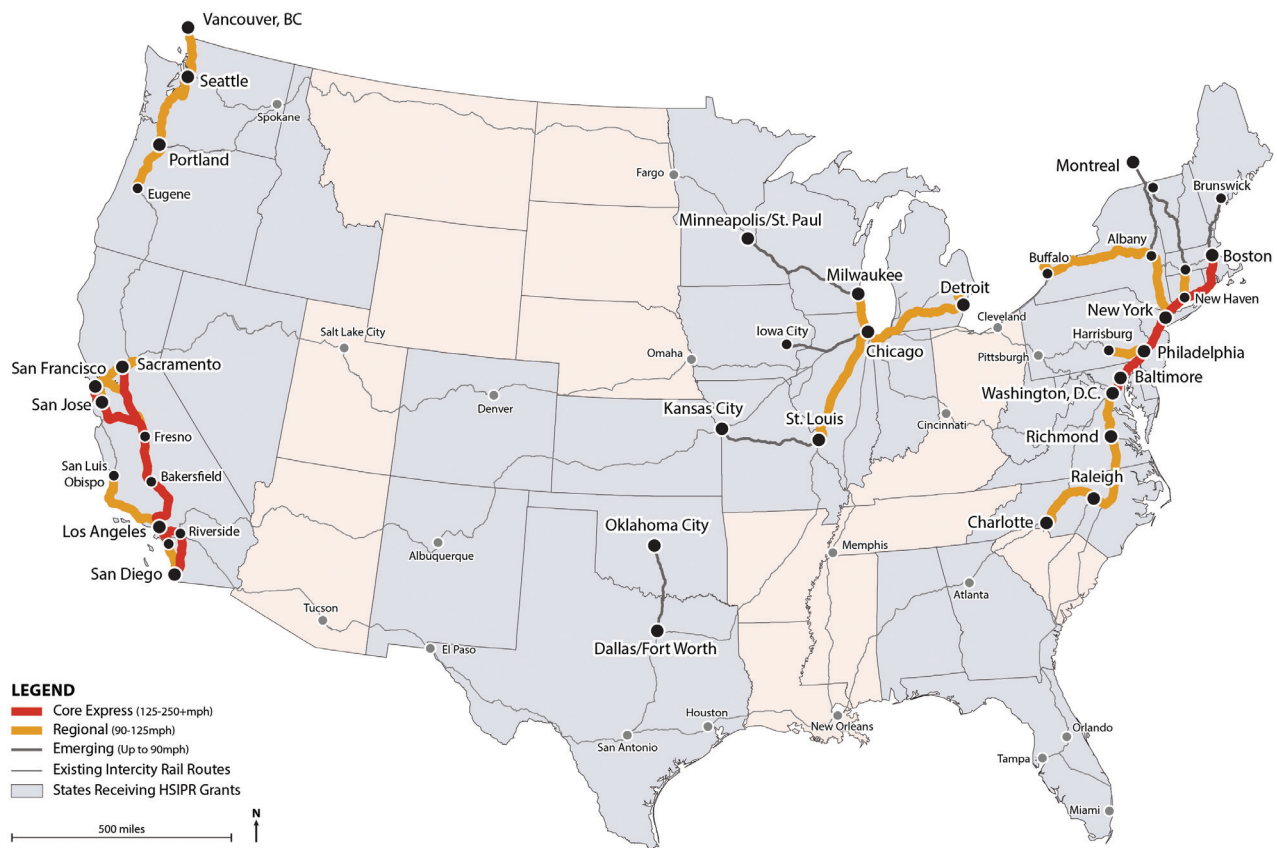 Vancouver, BC
Seattle
Spokane
Portland
Eugene
Fargo
Minneapolis/St. Paul
Montreal
Brunswick
Albany
Buffalo
Boston
Milwaukee
Detroit
New Haven
New York
Cleveland
Harrisburg
Iowa City
Salt Lake City
Chicago
Pittsburgh
Philadelphia
Omaha
San Francisco
Sacramento
Baltimore
Washington, D.C.
San Jose
Denver
Kansas City
St. Louis
Cincinnati
Fresno
Richmond
San Luis
Obispo
Bakersfield
Raleigh
Los Angeles
Riverside
Oklahoma City
Charlotte
Albuquerque
Memphis
San Diego
Atlanta
Tucson
El Paso
Dallas/Fort Worth
Houston
New Orleans
San Antonio
Orlando
Tampa
Miami
LEGEND
Core Express (125-250+mph)
Regional (90-125mph)
Emerging (Up to 90mph)
Existing Intercity Rail Routes
States Receiving HSIPR Grants
500 miles
N